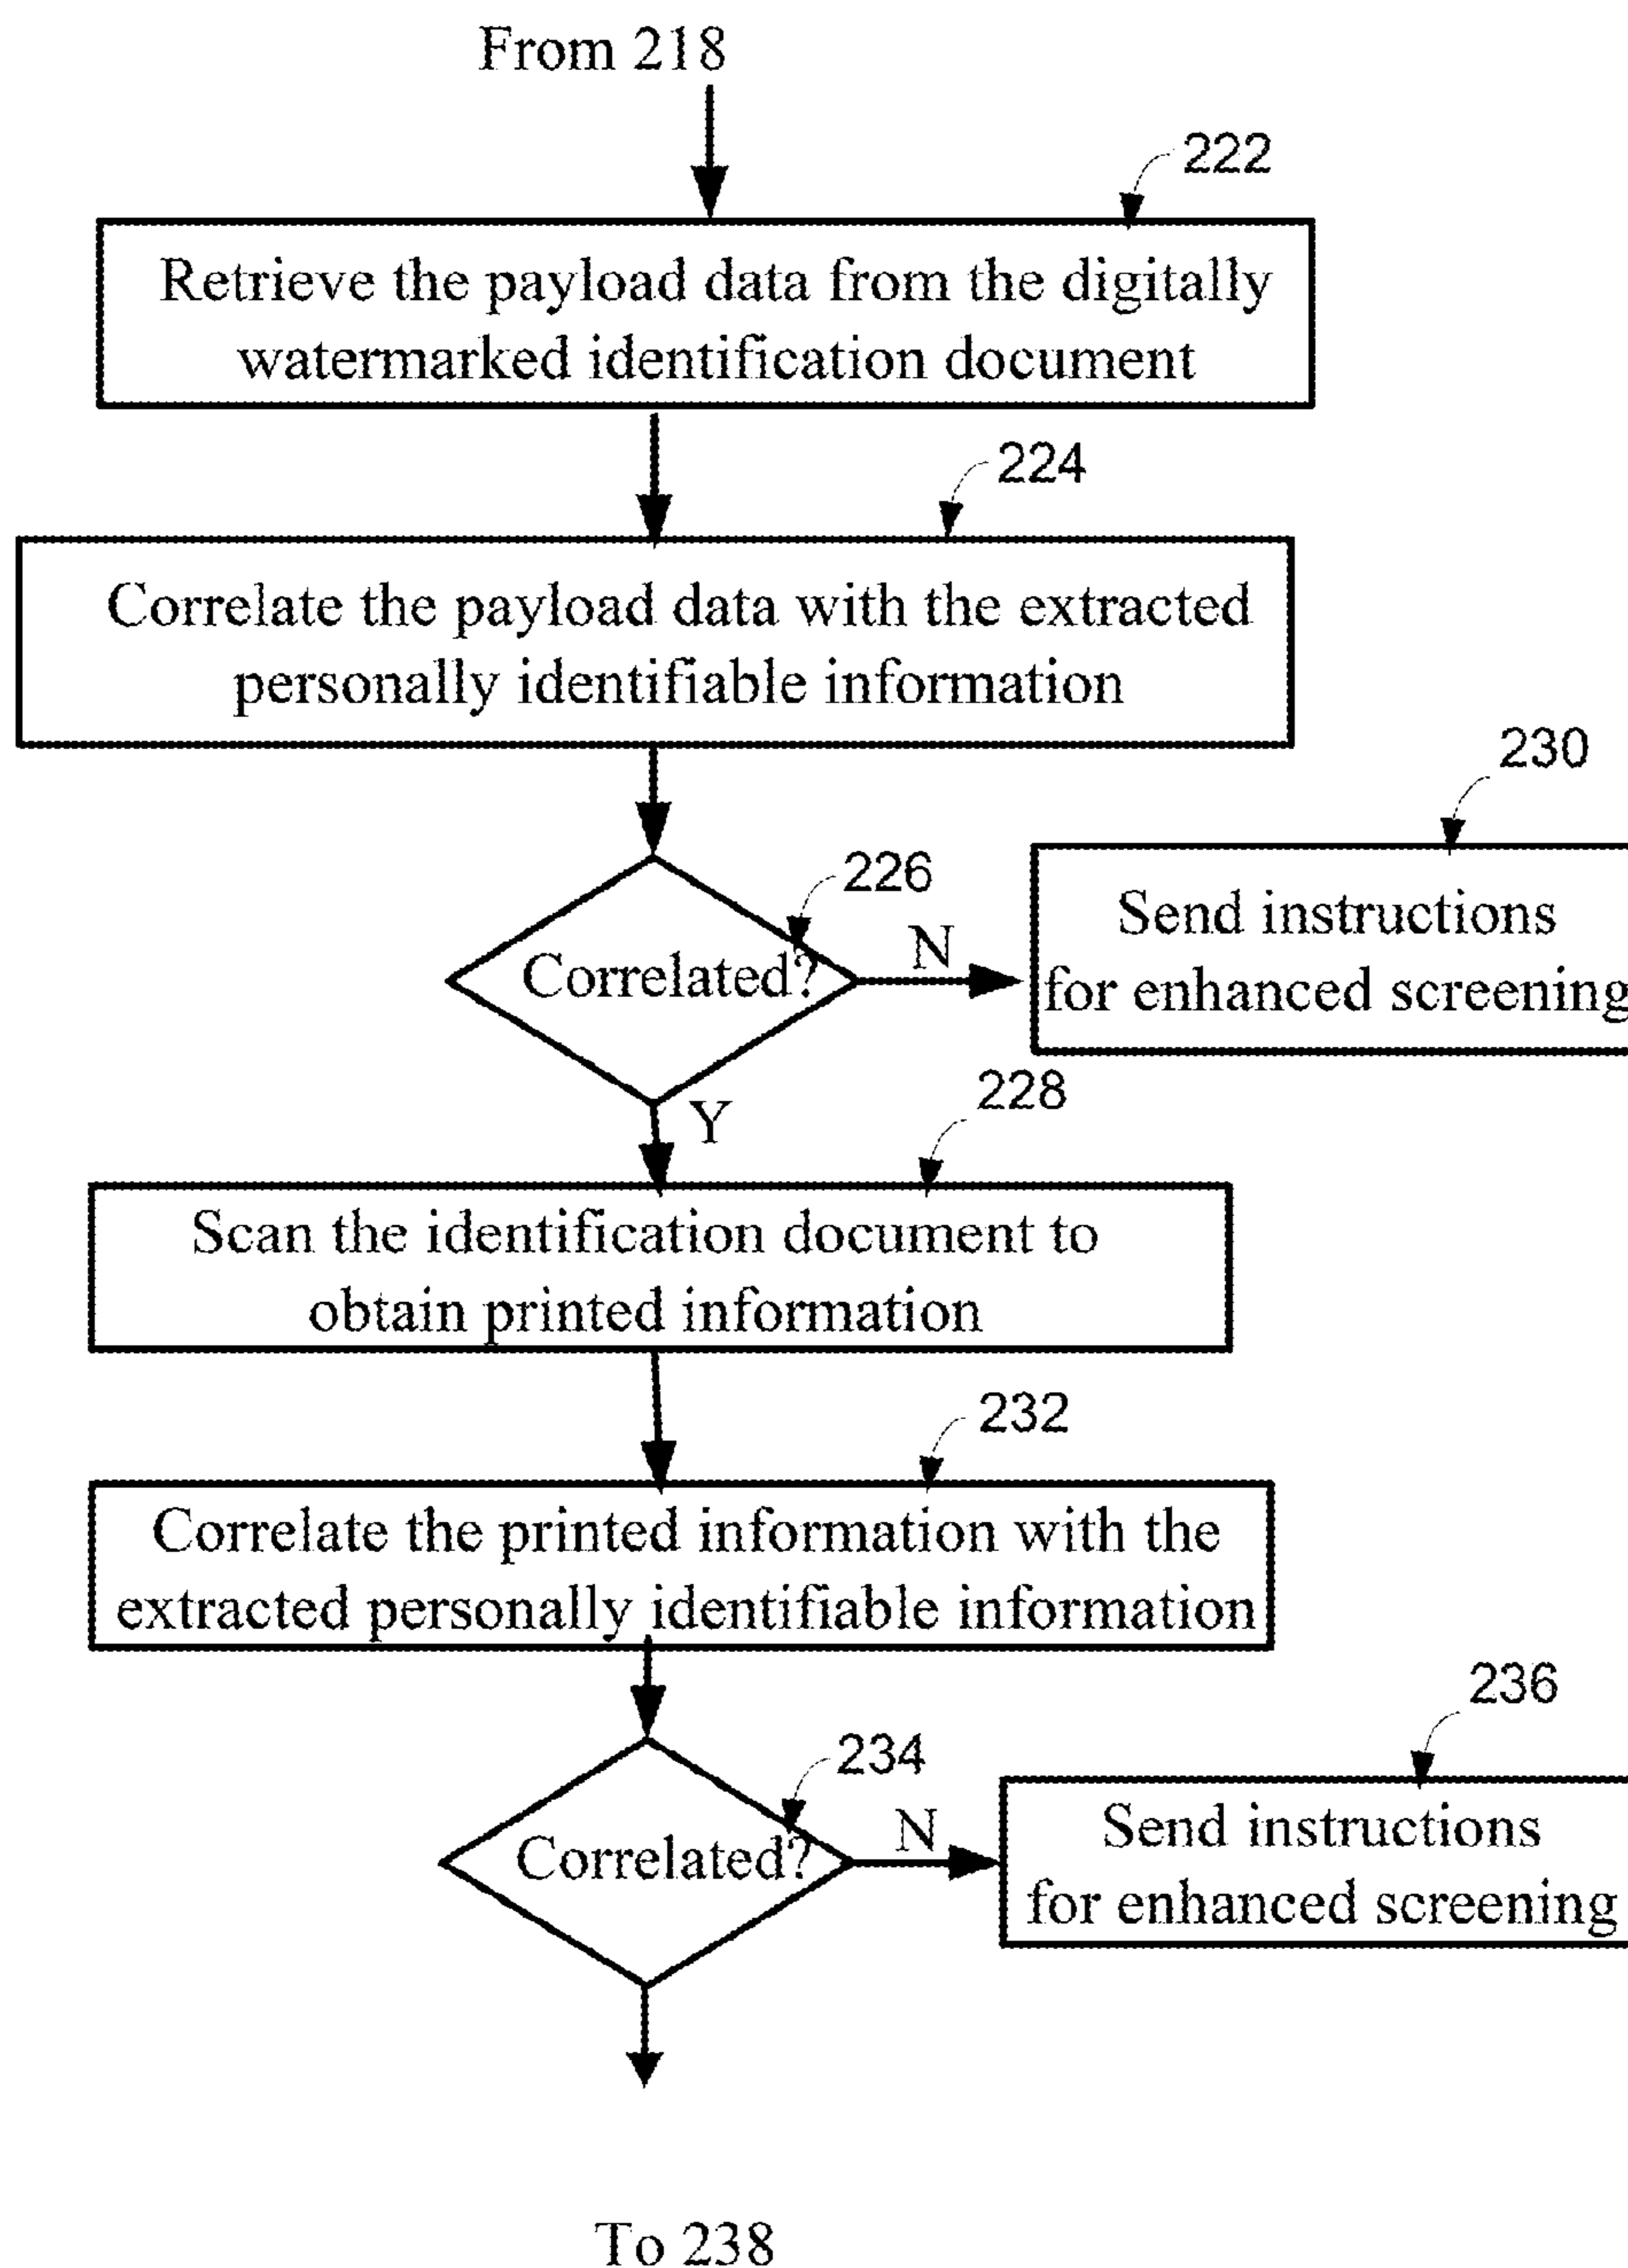 From 218
222
Retrieve the payload data from the digitally
watermarked identification document
224
Correlate the payload data with the extracted
personally identifiable information
230
226
Correlated?
N
Send instructions
for enhanced screening
Y
228
Scan the identification document to
obtain printed information
232
Correlate the printed information with the
extracted personally identifiable information
236
234
Correlated?
N
Send instructions
for enhanced screening
To 238